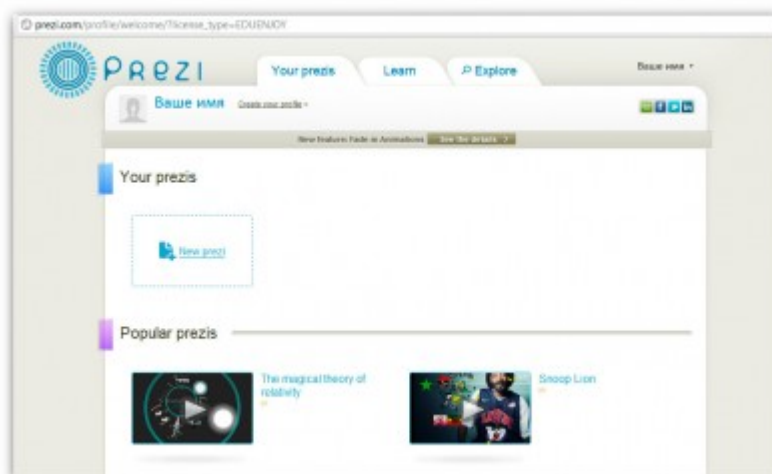 prezi.com/profile/welcome/?license_type=EDUENJOY
PREZI
Your prezis Learn Explore Ваше имя
Ваше имя Create your profile
New feature: Fade-in Animations See the details
Your prezis
New prezi
Popular prezis
The magical theory of
relativity
Snoop Lion